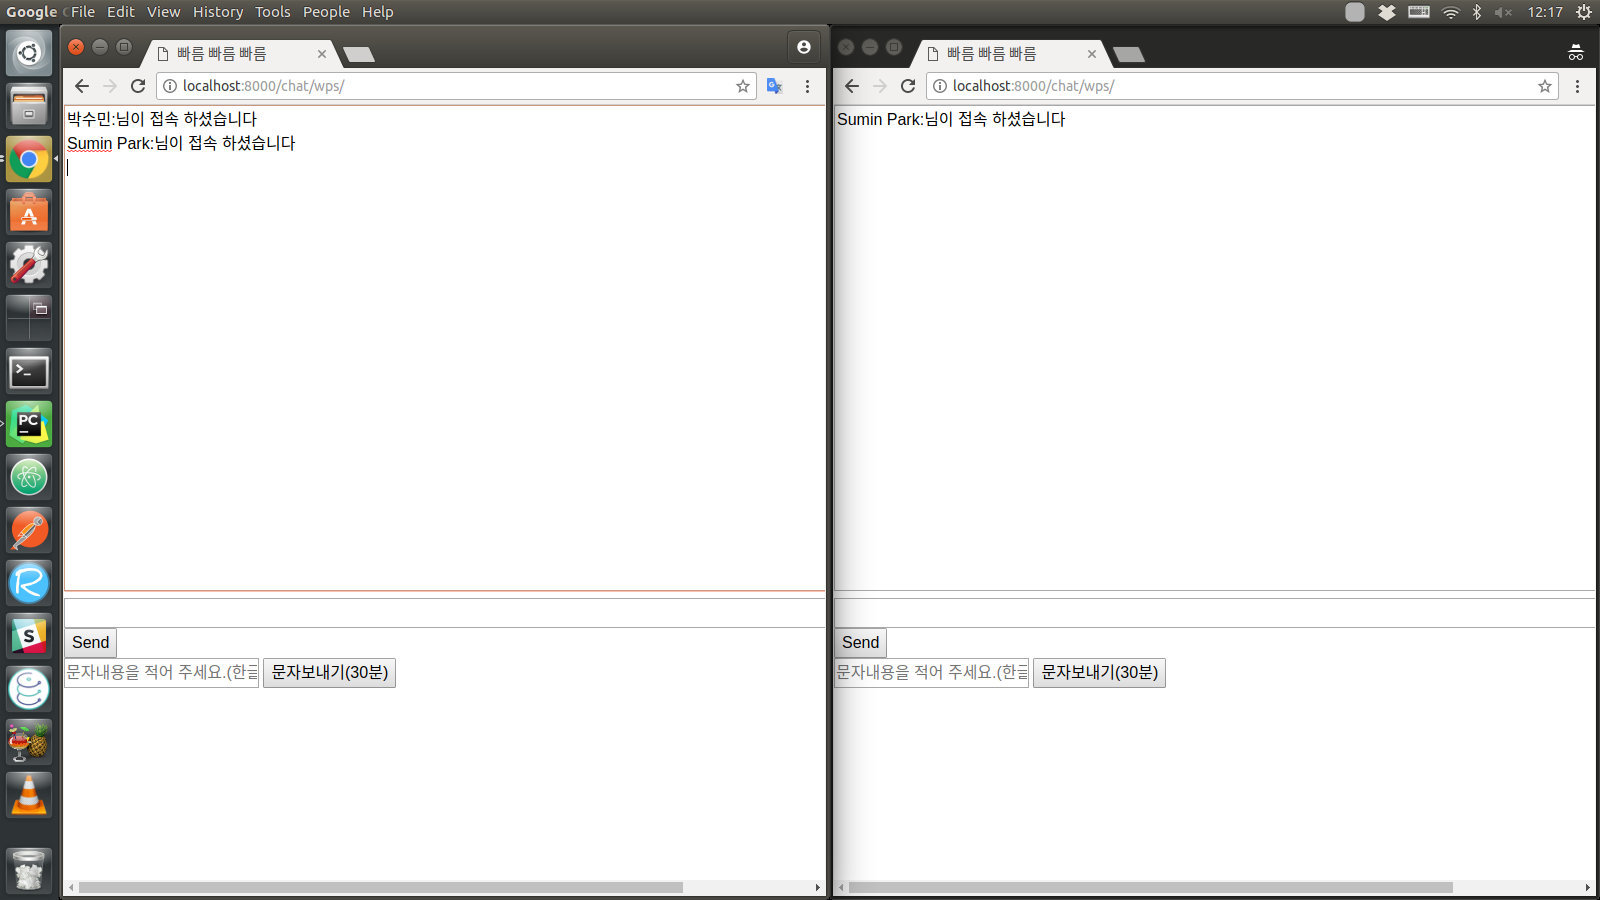 Google C File Edit View History Tools People Help
12:17
빠름 빠름 빠름
localhost:8000/chat/wps/
박수민:님이 접속 하셨습니다
Sumin Park:님이 접속 하셨습니다
Send
문자내용을 적어 주세요.(한글
문자보내기(30분)
빠름 빠름 빠름
localhost:8000/chat/wps/
Sumin Park:님이 접속 하셨습니다
Send
문자내용을 적어 주세요.(한글
문자보내기(30분)
PC
S